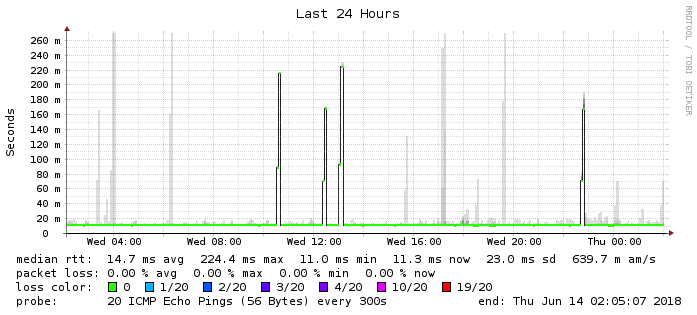 Last 24 Hours
RRDTOOL / TOBI OETIKER
Seconds
260 m
240 m
220 m
200 m
180 m
160 m
140 m
120 m
100 m
80 m
60 m
40 m
20 m
0
Wed 04:00 Wed 08:00 Wed 12:00 Wed 16:00 Wed 20:00 Thu 00:00
median rtt: 14.7 ms avg 224.4 ms max 11.0 ms min 11.3 ms now 23.0 ms sd 639.7 m am/s
packet loss: 0.00 % avg 0.00 % max 0.00 % min 0.00 % now
loss color: 0 1/20 2/20 3/20 4/20 10/20 19/20
probe: 20 ICMP Echo Pings (56 Bytes) every 300s end: Thu Jun 14 02:05:07 2018